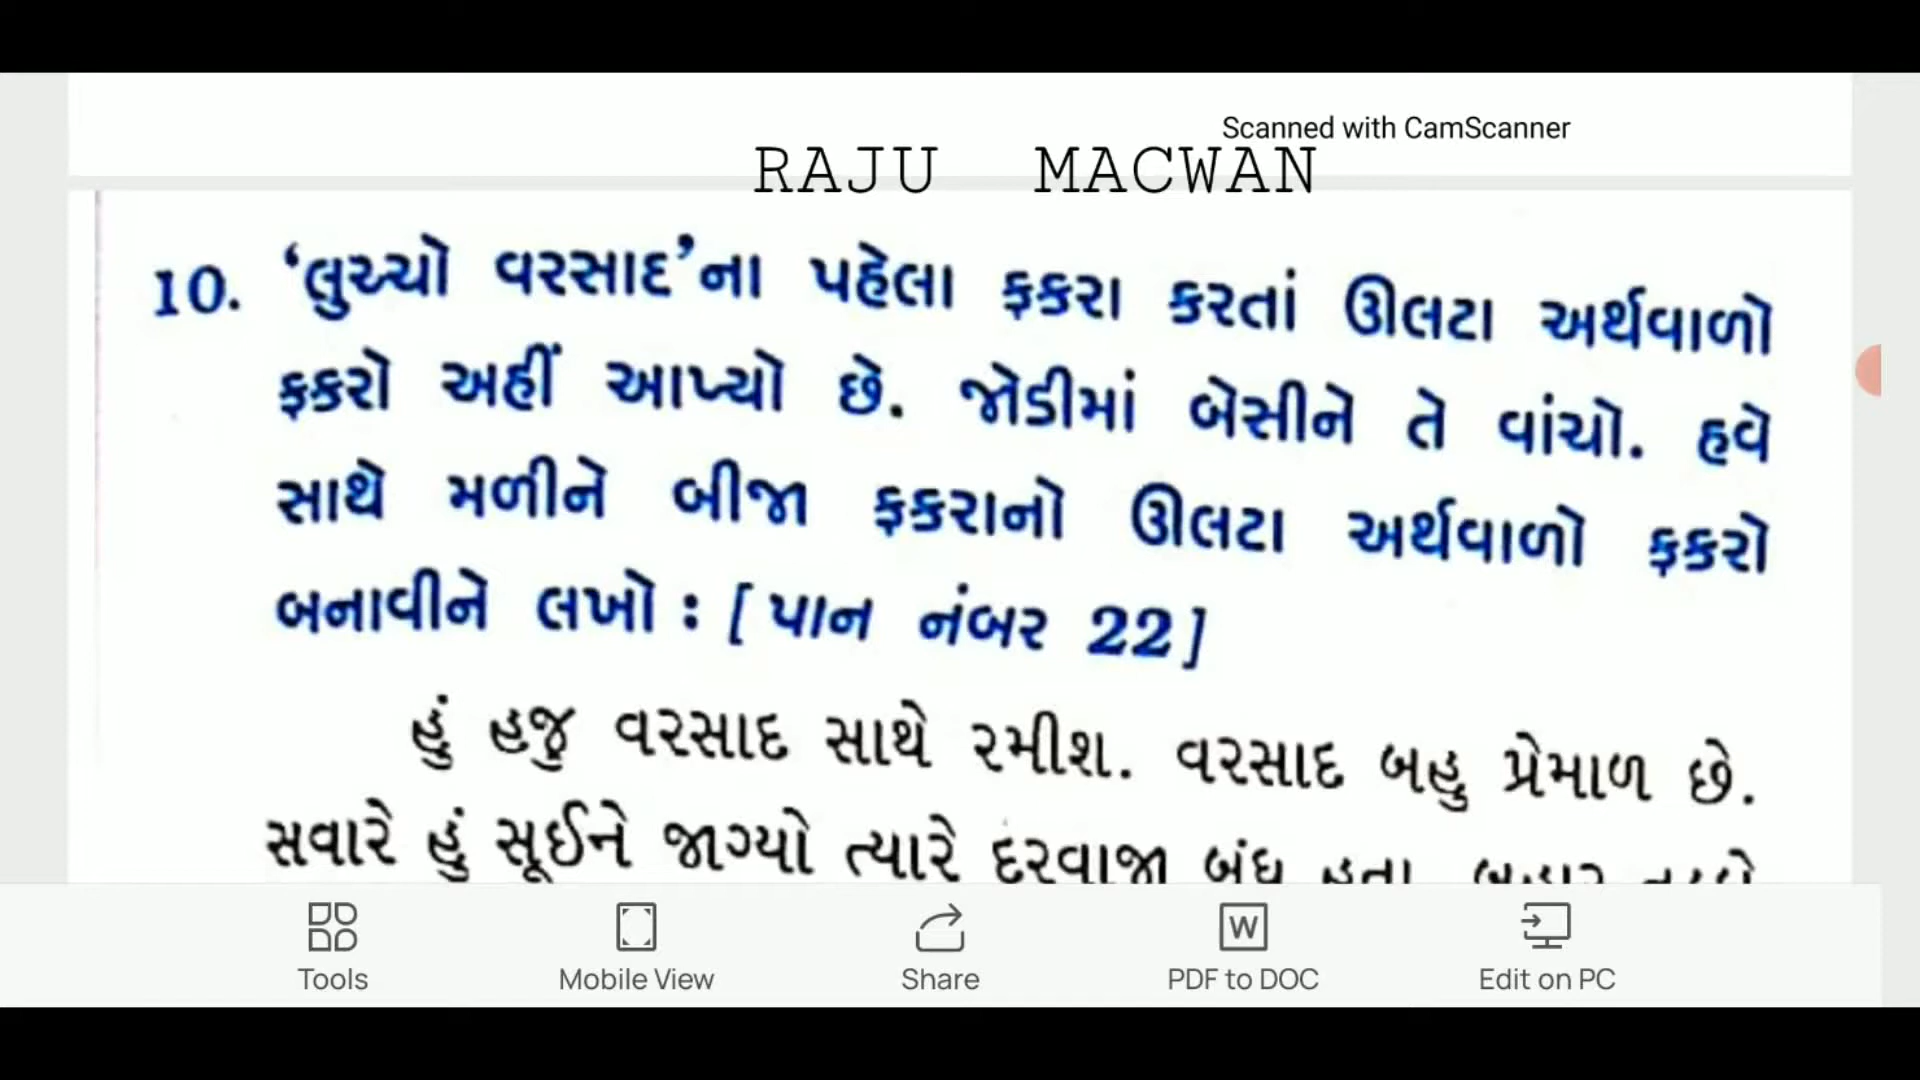 Scanned with CamScanner
RAJU MACWAN
10. ‘લુચ્ચો વરસાદ’ના પહેલા ફકરા કરતાં ઊલટા અર્થવાળો
ફકરો અહીં આપ્યો છે. જોડીમાં બેસીને તે વાંચો. હવે
સાથે મળીને બીજા ફકરાનો ઊલટા અર્થવાળો ફકરો
બનાવીને લખો : [પાન નંબર 22]
હું હજુ વરસાદ સાથે રમીશ. વરસાદ બહુ પ્રેમાળ છે.
સવારે હું સૂઈને જાગ્યો ત્યારે દરવાજા બંધ હતા.
Tools
Mobile View
Share
PDF to DOC
Edit on PC